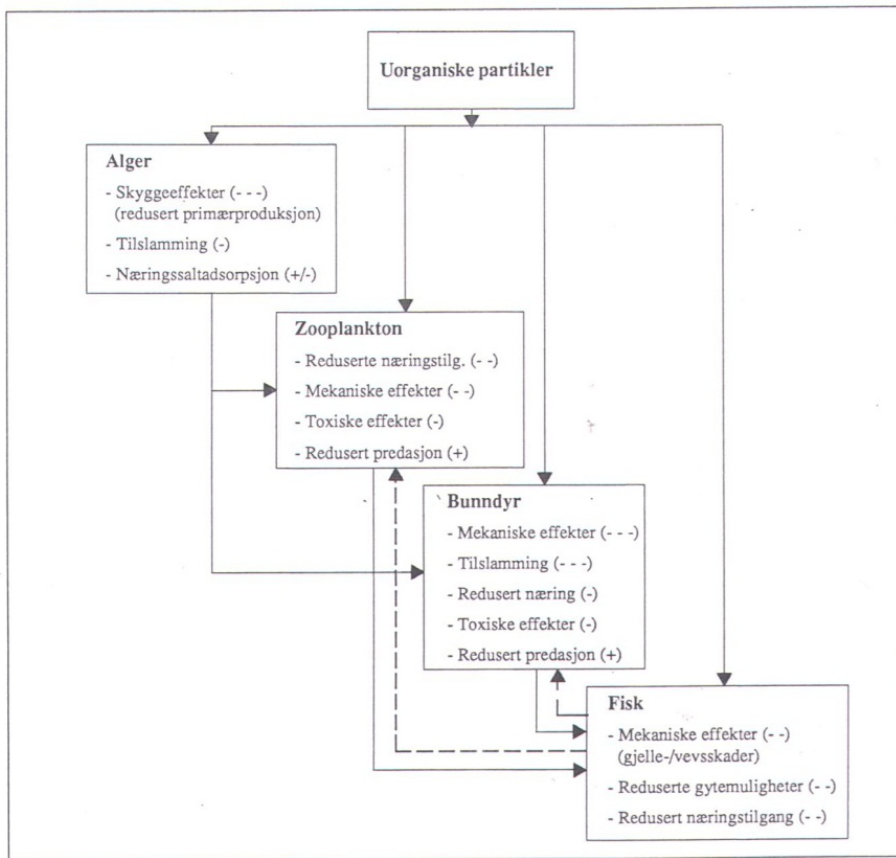 Uorganiske partikler
Alger
- Skyggeeffekter (- - -)
(redusert primærproduksjon)
- Tilslamming (-)
- Næringssaltadsorpsjon (+/-)
Zooplankton
- Reduserte næringstilg. (- -)
- Mekaniske effekter (- -)
- Toxiske effekter (-)
- Redusert predasjon (+)
Bunndyr
- Mekaniske effekter (- - -)
- Tilslamming (- - -)
- Redusert næring (-)
- Toxiske effekter (-)
- Redusert predasjon (+)
Fisk
- Mekaniske effekter (- -)
(gjelle-/vevsskader)
- Reduserte gytemuligheter (- -)
- Redusert næringstilgang (- -)